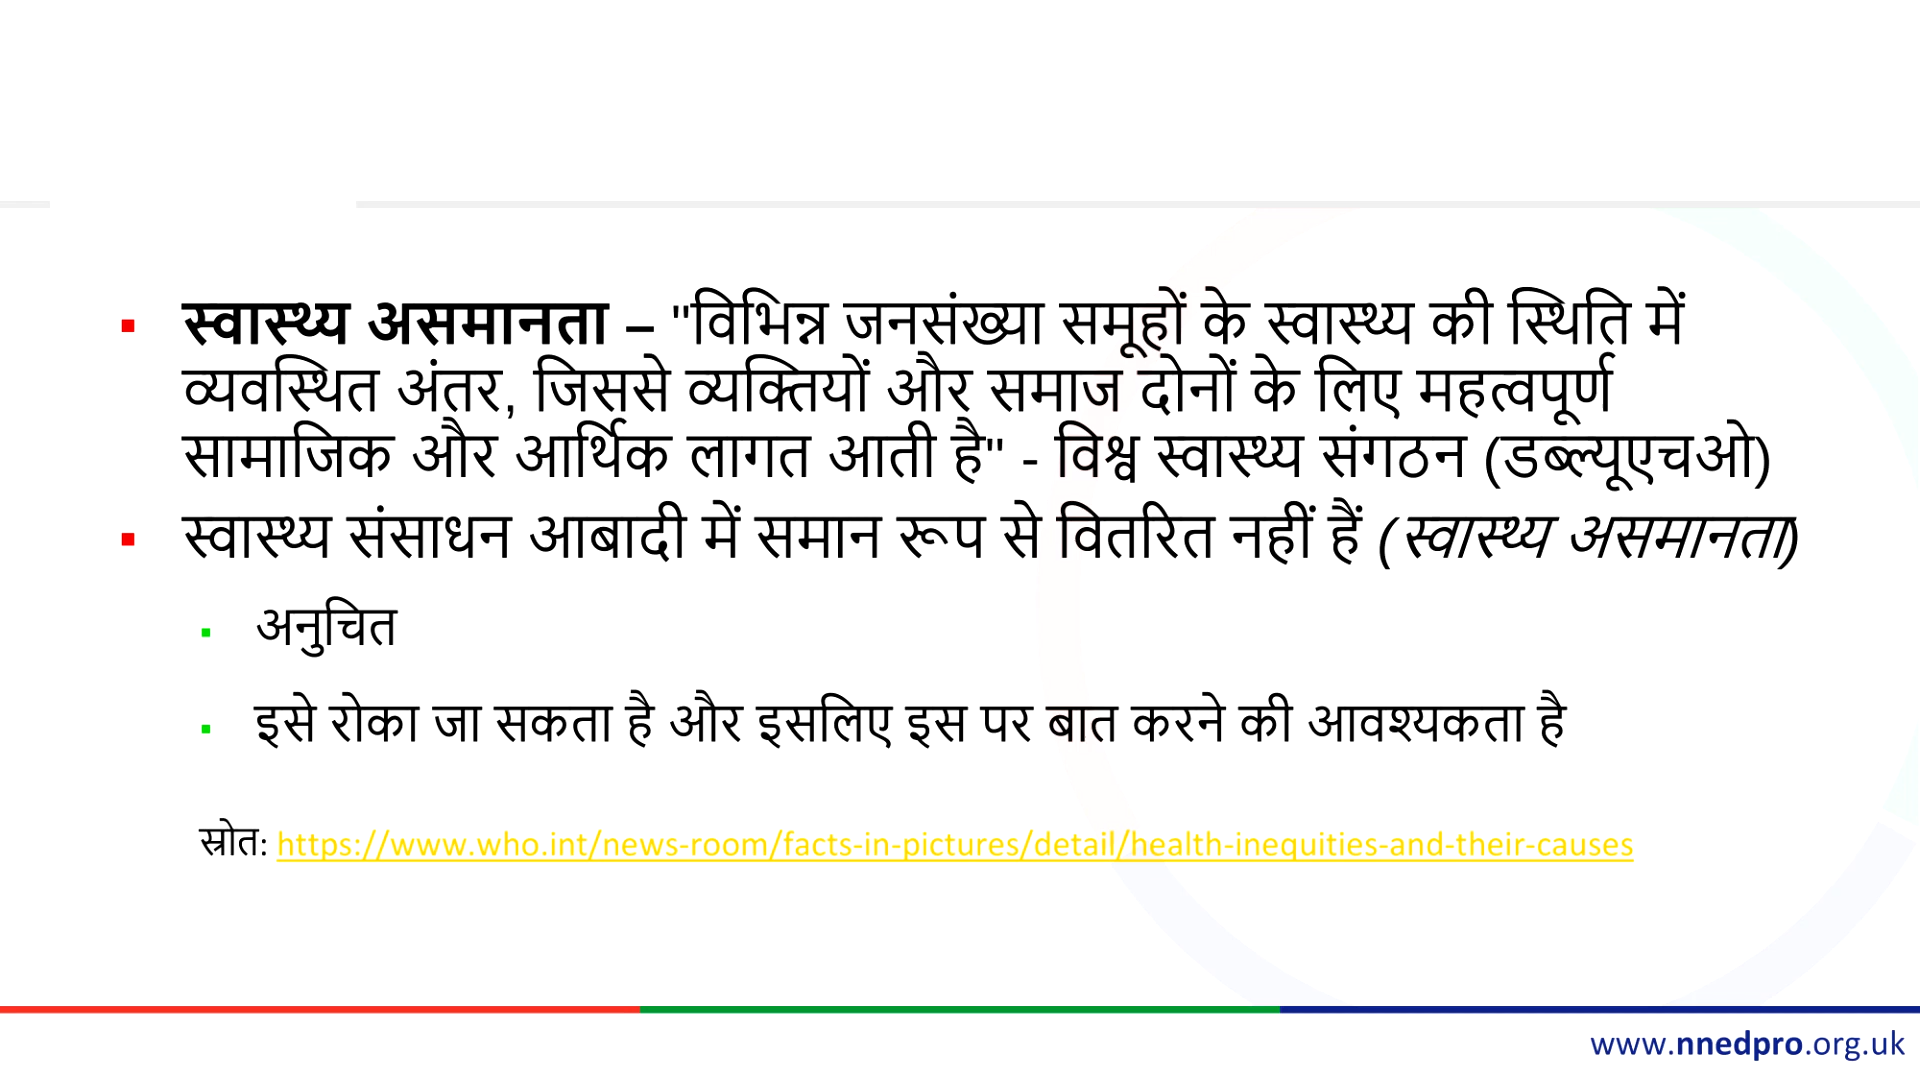 स्वास्थ्य असमानता – "विभिन्न जनसंख्या समूहों के स्वास्थ्य की स्थिति में
व्यवस्थित अंतर, जिससे व्यक्तियों और समाज दोनों के लिए महत्वपूर्ण
सामाजिक और आर्थिक लागत आती है" - विश्व स्वास्थ्य संगठन (डब्ल्यूएचओ)
स्वास्थ्य संसाधन आबादी में समान रूप से वितरित नहीं हैं (स्वास्थ्य असमानता)
अनुचित
इसे रोका जा सकता है और इसलिए इस पर बात करने की आवश्यकता है
स्रोत: https://www.who.int/news-room/facts-in-pictures/detail/health-inequities-and-their-causes
www.nnedpro.org.uk